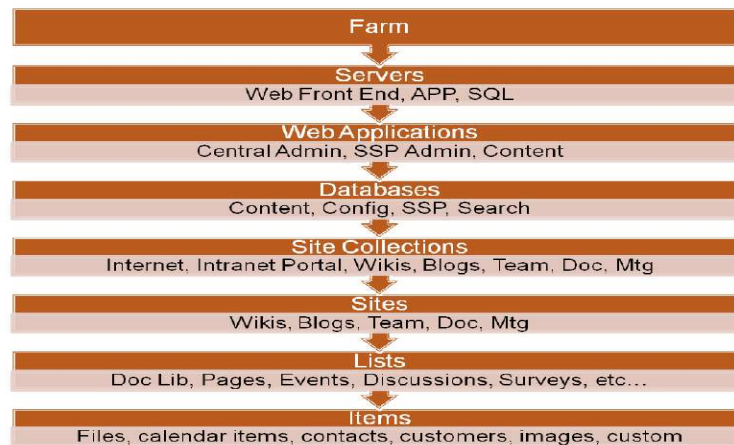 Farm
Servers
Web Front End, APP, SQL
Web Applications
Central Admin, SSP Admin, Content
Databases
Content, Config, SSP, Search
Site Collections
Internet, Intranet Portal, Wikis, Blogs, Team, Doc, Mtg
Sites
Wikis, Blogs, Team, Doc, Mtg
Lists
Doc Lib, Pages, Events, Discussions, Surveys, etc...
Items
Files, calendar items, contacts, customers, images, custom